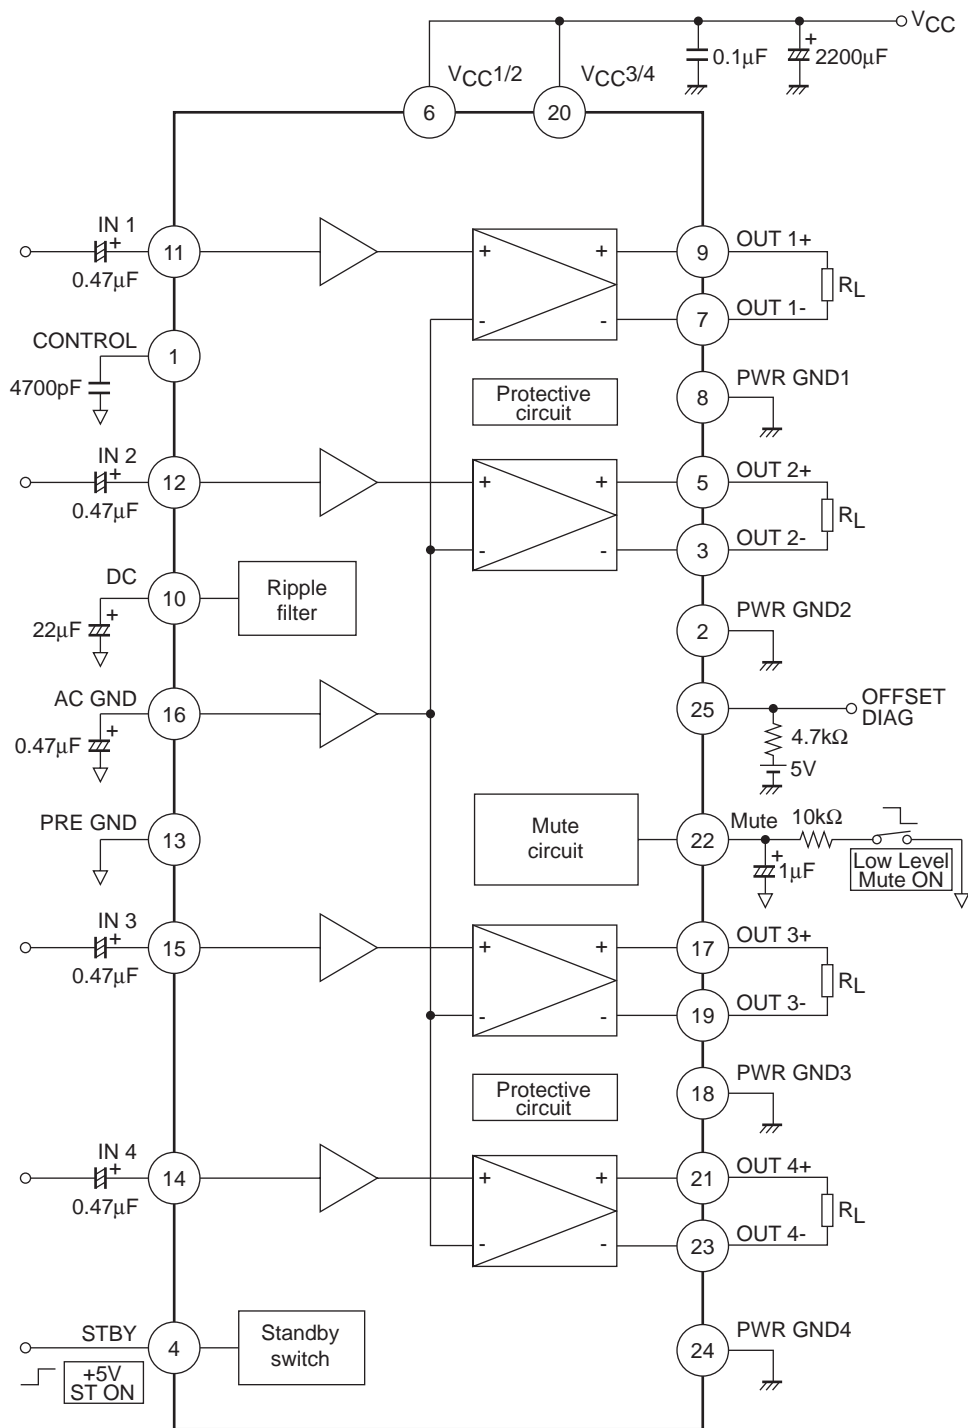 VCC
0.1µF
2200µF
+
VCC1/2
VCC3/4
6
20
IN 1
+
0.47µF
11
+
-
+
-
9
OUT 1+
RL
7
OUT 1-
CONTROL
1
4700pF
Protective
circuit
8
PWR GND1
IN 2
+
0.47µF
12
+
-
+
-
5
OUT 2+
RL
3
OUT 2-
DC
10
+
22µF
Ripple
filter
2
PWR GND2
AC GND
16
+
0.47µF
25
OFFSET
DIAG
4.7kΩ
5V
PRE GND
13
Mute
circuit
22
Mute
10kΩ
+
1µF
Low Level
Mute ON
IN 3
+
0.47µF
15
+
-
+
-
17
OUT 3+
RL
19
OUT 3-
Protective
circuit
18
PWR GND3
IN 4
+
0.47µF
14
+
-
+
-
21
OUT 4+
RL
23
OUT 4-
STBY
4
Standby
switch
+5V
ST ON
24
PWR GND4